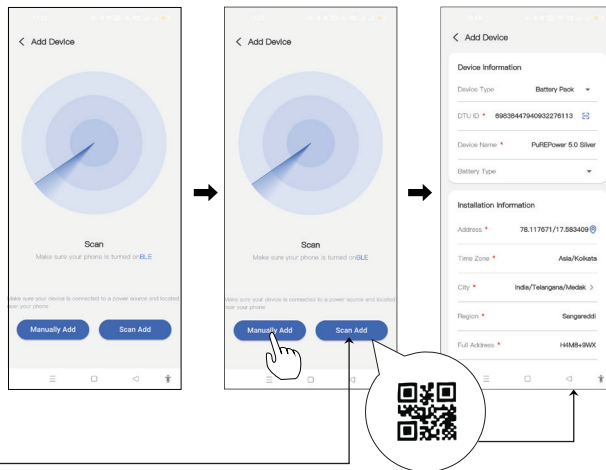 Add Device
Scan
Make sure your phone is turned onBLE
Make sure your device is connected to a power source and located
near your phone
Manually Add
Scan Add
Add Device
Scan
Make sure your phone is turned onBLE
Make sure your device is connected to a power source and located
near your phone
Manually Add
Scan Add
Add Device
Device Information
Device Type Battery Pack
DTU ID * 69838447940932276113
Device Name * PuREPower 5.0 Silver
Battery Type
Installation Information
Address * 78.117671/17.583409
Time Zone * Asia/Kolkata
City * India/Telangana/Medak >
Region * Sangareddi
Full Address * H4M8+9WX